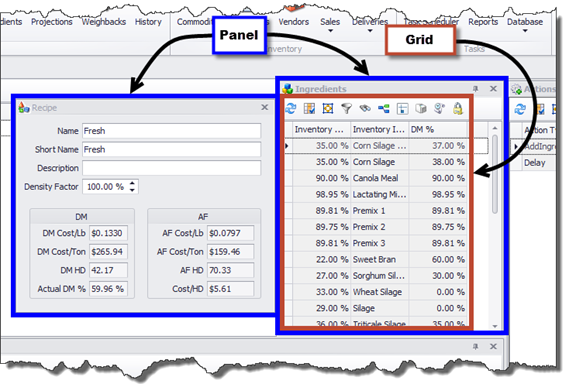 dients Projections Weighbacks History Vendors Sales Deliveries Reports Database
Panel
Grid
Inventory
Tasks
Recipe
Name Fresh
Short Name Fresh
Description
Density Factor 100.00 %
DM
DM Cost/Lb $0.1330
DM Cost/Ton $265.94
DM HD 42.17
Actual DM % 59.96 %
AF
AF Cost/Lb $0.0797
AF Cost/Ton $159.46
AF HD 70.33
Cost/HD $5.61
Ingredients
Inventory ... Inventory I... DM %
35.00 % Corn Silage ... 37.00 %
35.00 % Corn Silage 38.00 %
90.00 % Canola Meal 90.00 %
98.95 % Lactating Mi... 98.95 %
89.81 % Premix 1 89.81 %
89.75 % Premix 2 89.75 %
89.81 % Premix 3 89.81 %
22.00 % Sweet Bran 60.00 %
27.00 % Sorghum Sil... 30.00 %
33.00 % Wheat Silage 0.00 %
29.00 % Silage 0.00 %
36.00 % Triticale Silage 35.00 %
Actions
Action Ty
AddIngre
Delay